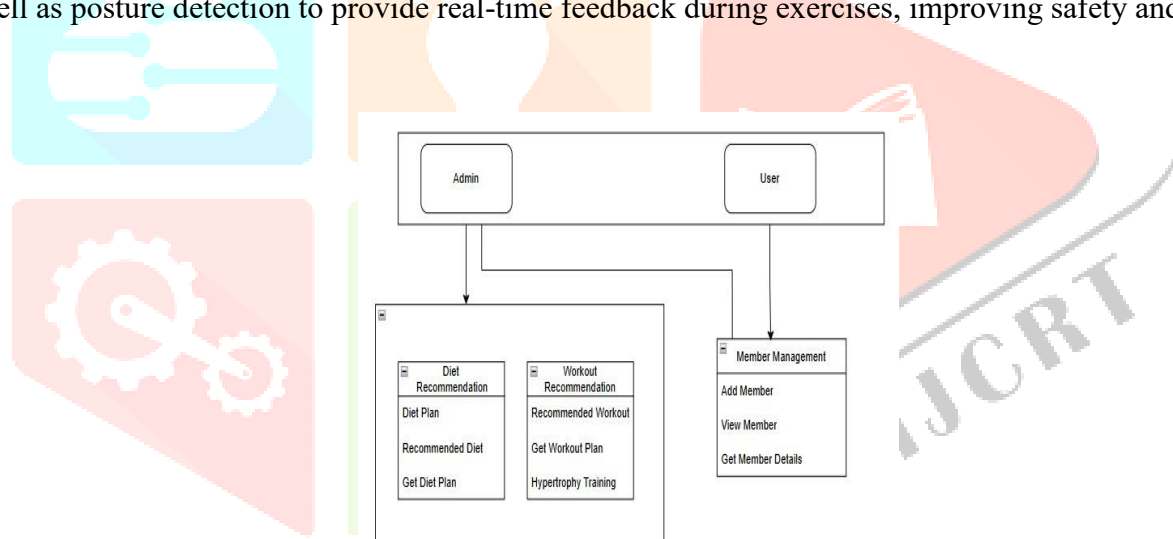 ell as posture detection to provide real-time feedback during exercises, improving safety and
Admin
User
Diet
Recommendation
Diet Plan
Recommended Diet
Get Diet Plan
Workout
Recommendation
Recommended Workout
Get Workout Plan
Hypertrophy Training
Member Management
Add Member
View Member
Get Member Details
IJCRT